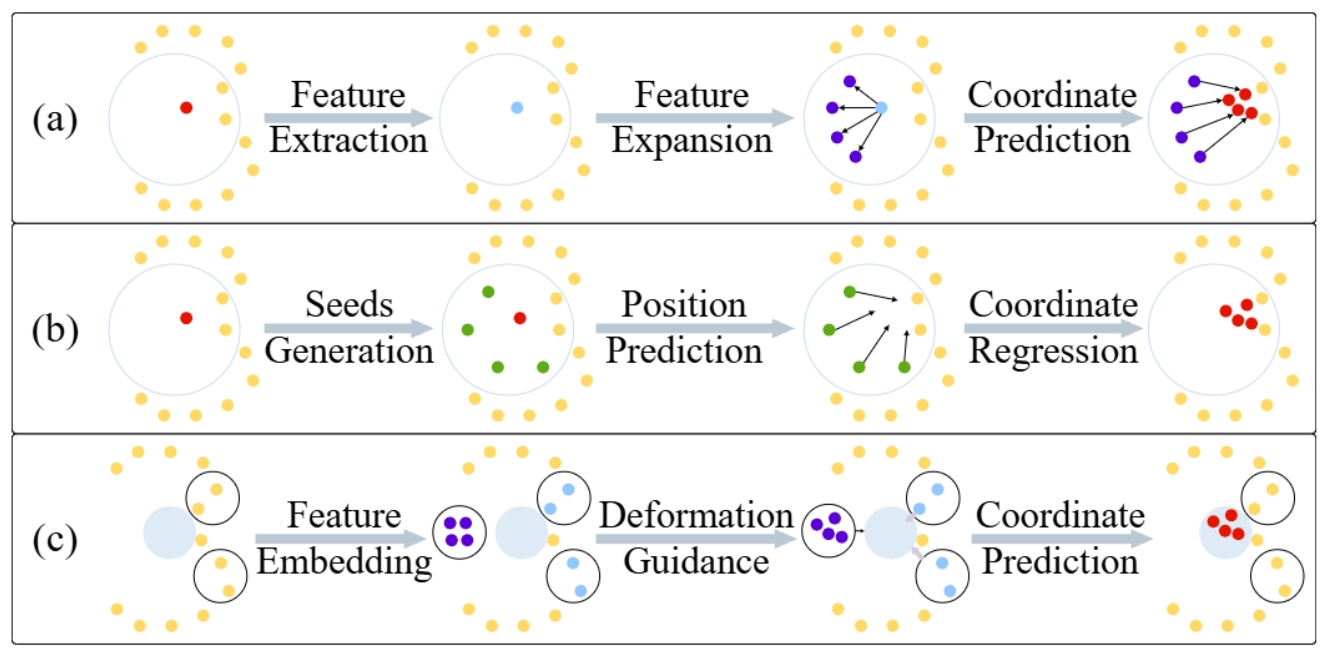 (a)
Feature
Extraction
Feature
Expansion
Coordinate
Prediction
(b)
Seeds
Generation
Position
Prediction
Coordinate
Regression
(c)
Feature
Embedding
Deformation
Guidance
Coordinate
Prediction